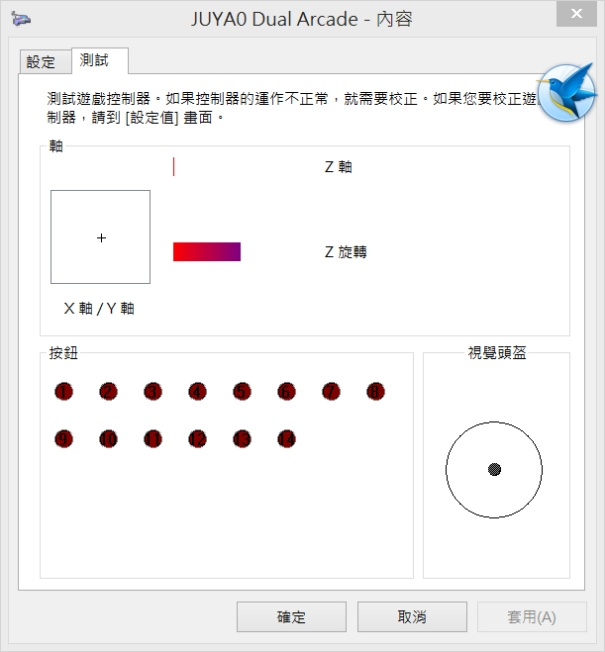 JUYA0 Dual Arcade - 內容
設定
測試
測試遊戲控制器。如果控制器的運作不正常，就需要校正。如果您要校正遊
制器，請到 [設定值] 畫面。
軸
Z 軸
Z 旋轉
X 軸 / Y 軸
按鈕
1 2 3 4 5 6 7 8
9 10 11 12 13 14
視覺頭盔
確定
取消
套用(A)